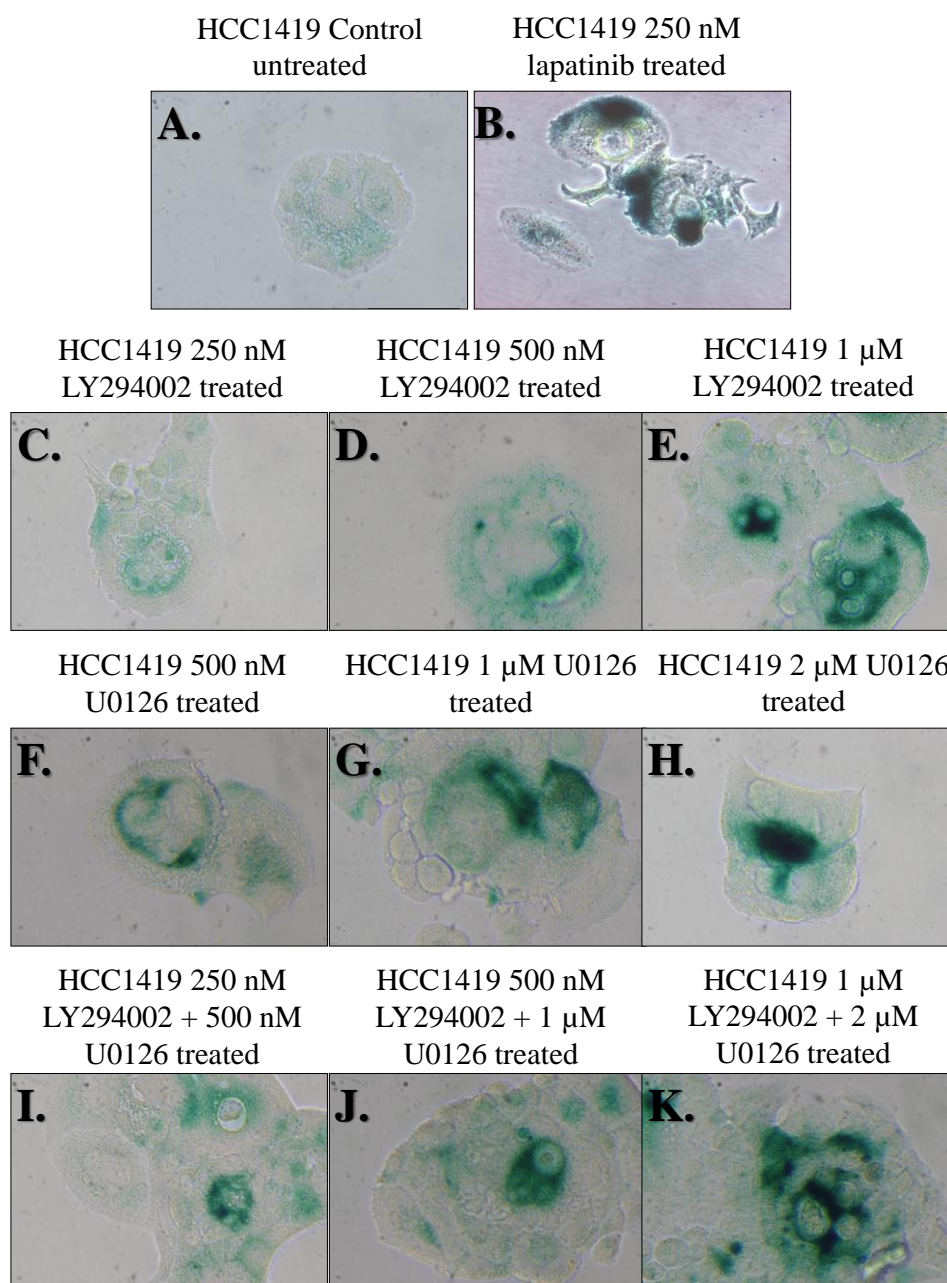 HCC1419 Control
untreated
HCC1419 250 nM
lapatinib treated
A.
B.
HCC1419 250 nM
LY294002 treated
HCC1419 500 nM
LY294002 treated
HCC1419 1 µM
LY294002 treated
C.
D.
E.
HCC1419 500 nM
U0126 treated
HCC1419 1 µM U0126
treated
HCC1419 2 µM U0126
treated
F.
G.
H.
HCC1419 250 nM
LY294002 + 500 nM
U0126 treated
HCC1419 500 nM
LY294002 + 1 µM
U0126 treated
HCC1419 1 µM
LY294002 + 2 µM
U0126 treated
I.
J.
K.